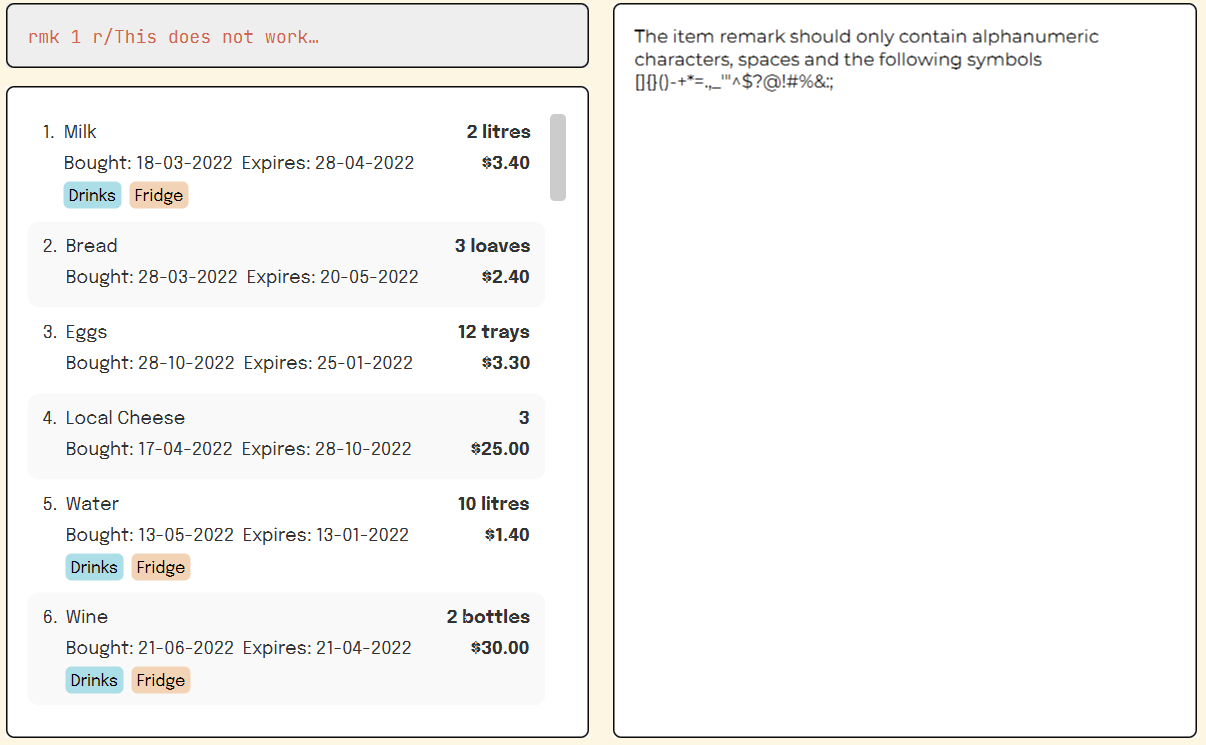 rmk 1 r/This does not work…
1. Milk 2 litres
Bought: 18-03-2022 Expires: 28-04-2022 $3.40
Drinks Fridge
2. Bread 3 loaves
Bought: 28-03-2022 Expires: 20-05-2022 $2.40
3. Eggs 12 trays
Bought: 28-10-2022 Expires: 25-01-2022 $3.30
4. Local Cheese 3
Bought: 17-04-2022 Expires: 28-10-2022 $25.00
5. Water 10 litres
Bought: 13-05-2022 Expires: 13-01-2022 $1.40
Drinks Fridge
6. Wine 2 bottles
Bought: 21-06-2022 Expires: 21-04-2022 $30.00
Drinks Fridge
The item remark should only contain alphanumeric
characters, spaces and the following symbols
[]{}()-+*=.,_'"^$?@!#%&:;